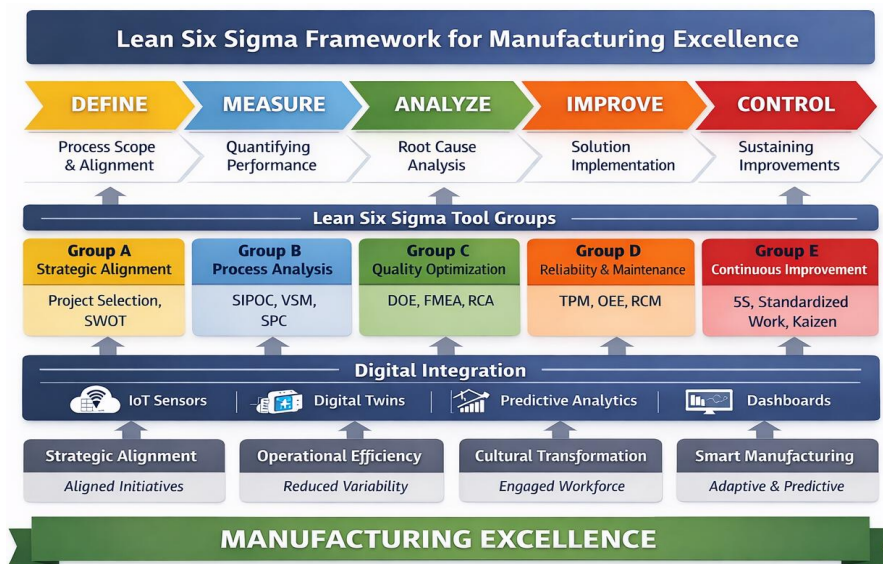 Lean Six Sigma Framework for Manufacturing Excellence
DEFINE
MEASURE
ANALYZE
IMPROVE
CONTROL
Process Scope
& Alignment
Quantifying
Performance
Root Cause
Analysis
Solution
Implementation
Sustaining
Improvements
Lean Six Sigma Tool Groups
Group A
Strategic Alignment
Project Selection,
SWOT
Group B
Process Analysis
SIPOC, VSM,
SPC
Group C
Quality Optimization
DOE, FMEA, RCA
Group D
Reliability & Maintenance
TPM, OEE, RCM
Group E
Continuous Improvement
5S, Standardized
Work, Kaizen
Digital Integration
IoT Sensors
Digital Twins
Predictive Analytics
Dashboards
Strategic Alignment
Aligned Initiatives
Operational Efficiency
Reduced Variability
Cultural Transformation
Engaged Workforce
Smart Manufacturing
Adaptive & Predictive
MANUFACTURING EXCELLENCE